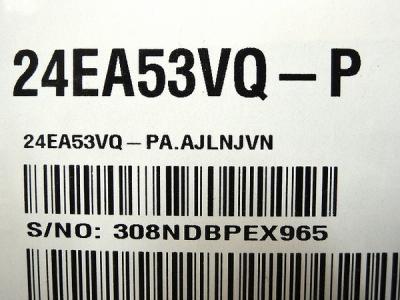 24EA53VQ – P
24EA53VQ – PA.AJLNJVN
S/NO: 308NDBPEX965